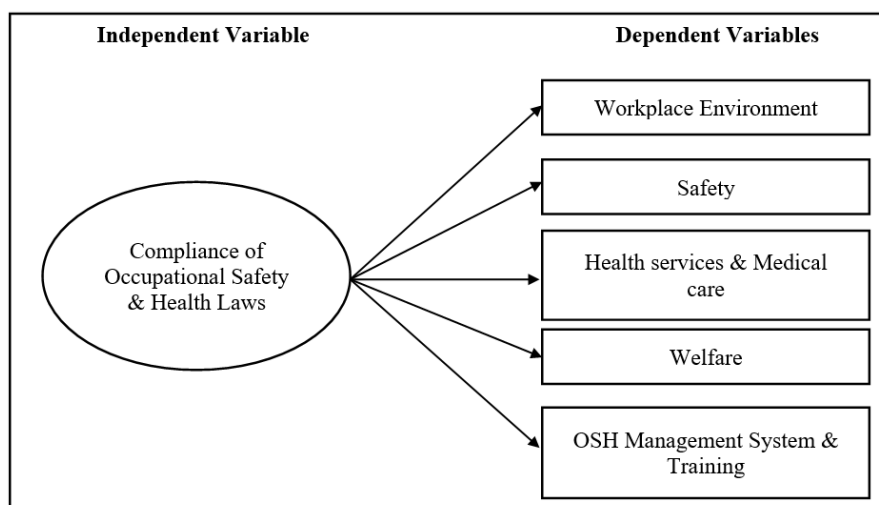 Independent Variable
Dependent Variables
Compliance of
Occupational Safety
& Health Laws
Workplace Environment
Safety
Health services & Medical
care
Welfare
OSH Management System &
Training